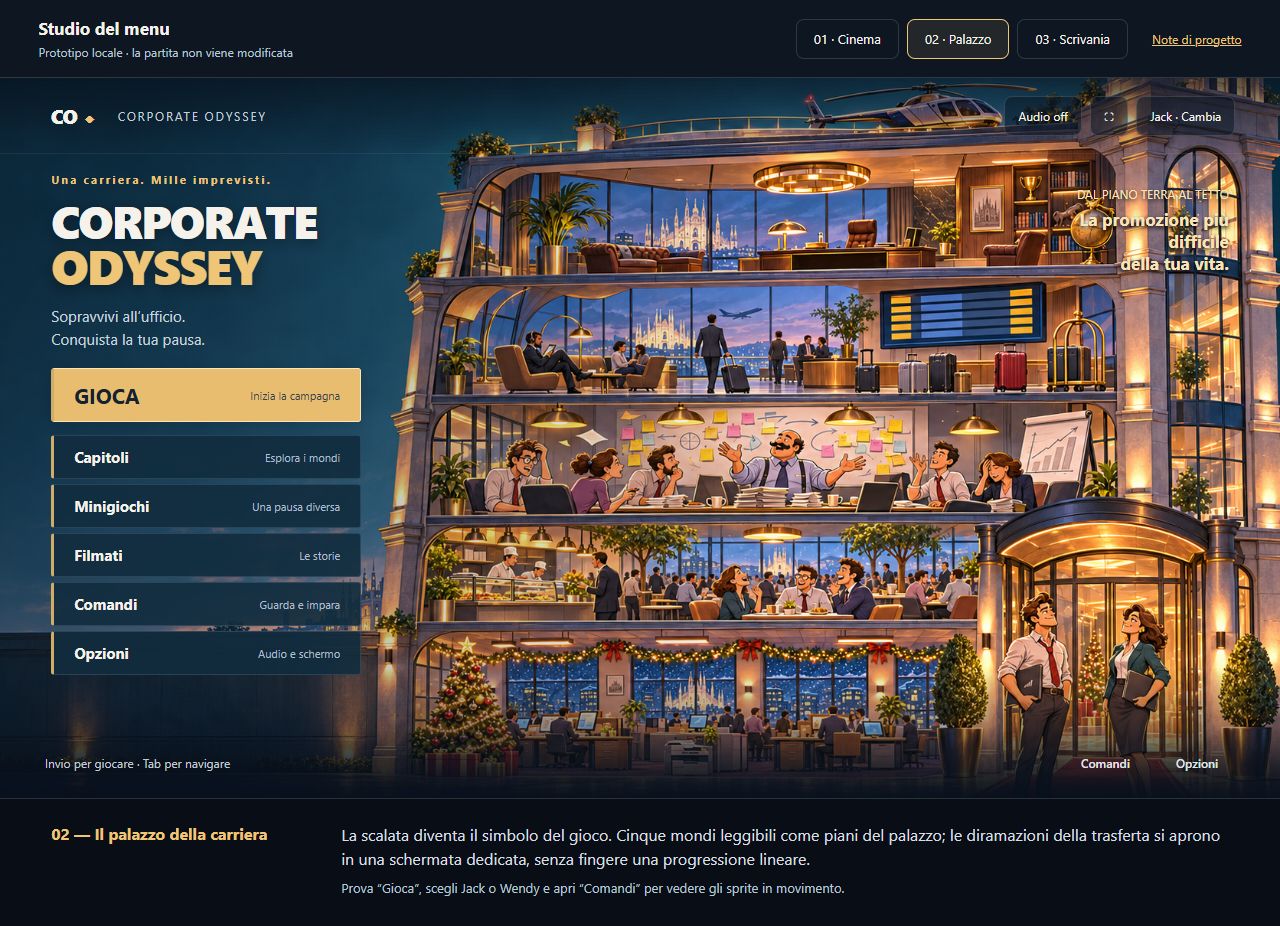 Studio del menu
Prototipo locale · la partita non viene modificata
01 · Cinema
02 · Palazzo
03 · Scrivania
Note di progetto
CO
CORPORATE ODYSSEY
Audio off
Jack · Cambia
Una carriera. Mille imprevisti.
CORPORATE
ODYSSEY
Sopravvivi all'ufficio.
Conquista la tua pausa.
DAL PIANO TERRA AL TETTO
La promozione più
difficile
della tua vita.
GIOCA
Inizia la campagna
Capitoli
Esplora i mondi
Minigiochi
Una pausa diversa
Filmati
Le storie
Comandi
Guarda e impara
Opzioni
Audio e schermo
Invio per giocare · Tab per navigare
Comandi
Opzioni
02 — Il palazzo della carriera
La scalata diventa il simbolo del gioco. Cinque mondi leggibili come piani del palazzo; le diramazioni della trasferta si aprono
in una schermata dedicata, senza fingere una progressione lineare.
Prova “Gioca”, scegli Jack o Wendy e apri “Comandi” per vedere gli sprite in movimento.